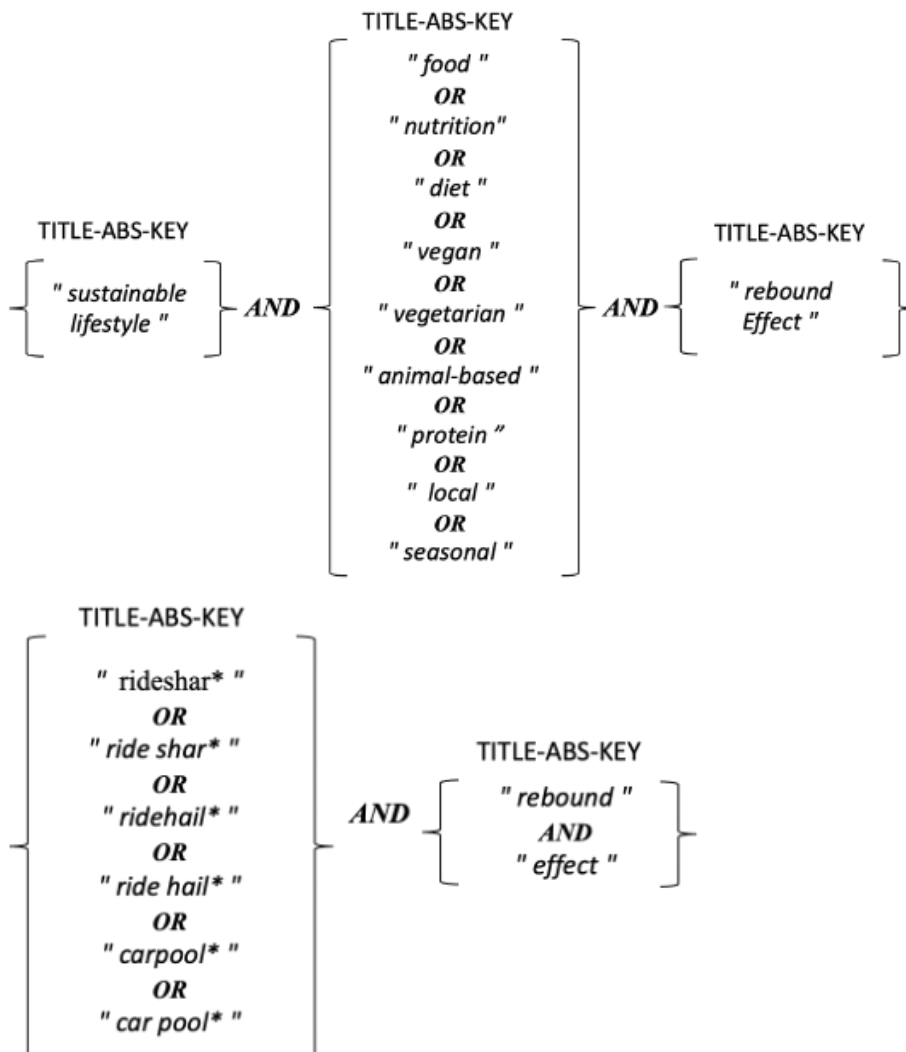 TITLE-ABS-KEY
" sustainable
lifestyle "
AND
TITLE-ABS-KEY
" food "
OR
" nutrition"
OR
" diet "
OR
" vegan "
OR
" vegetarian "
OR
" animal-based "
OR
" protein ”
OR
" local "
OR
" seasonal "
AND
TITLE-ABS-KEY
" rebound
Effect "
TITLE-ABS-KEY
" rideshar* "
OR
" ride shar* "
OR
" ridehail* "
OR
" ride hail* "
OR
" carpool* "
OR
" car pool* "
AND
TITLE-ABS-KEY
" rebound "
AND
" effect "